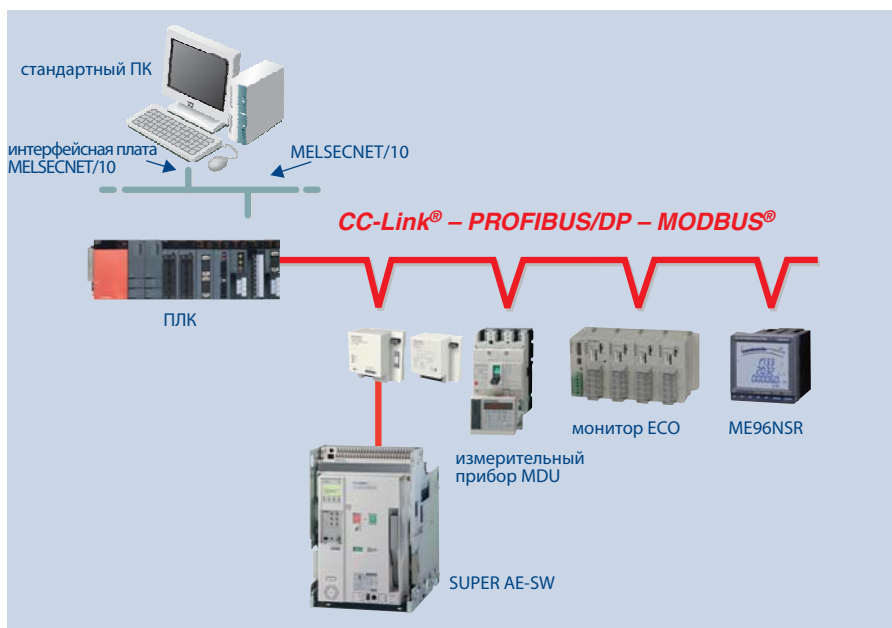 стандартный ПК
интерфейсная плата
MELSECNET/10
MELSECNET/10
CC-Link® – PROFIBUS/DP – MODBUS®
ПЛК
монитор ECO
ME96NSR
измерительный
прибор MDU
SUPER AE-SW